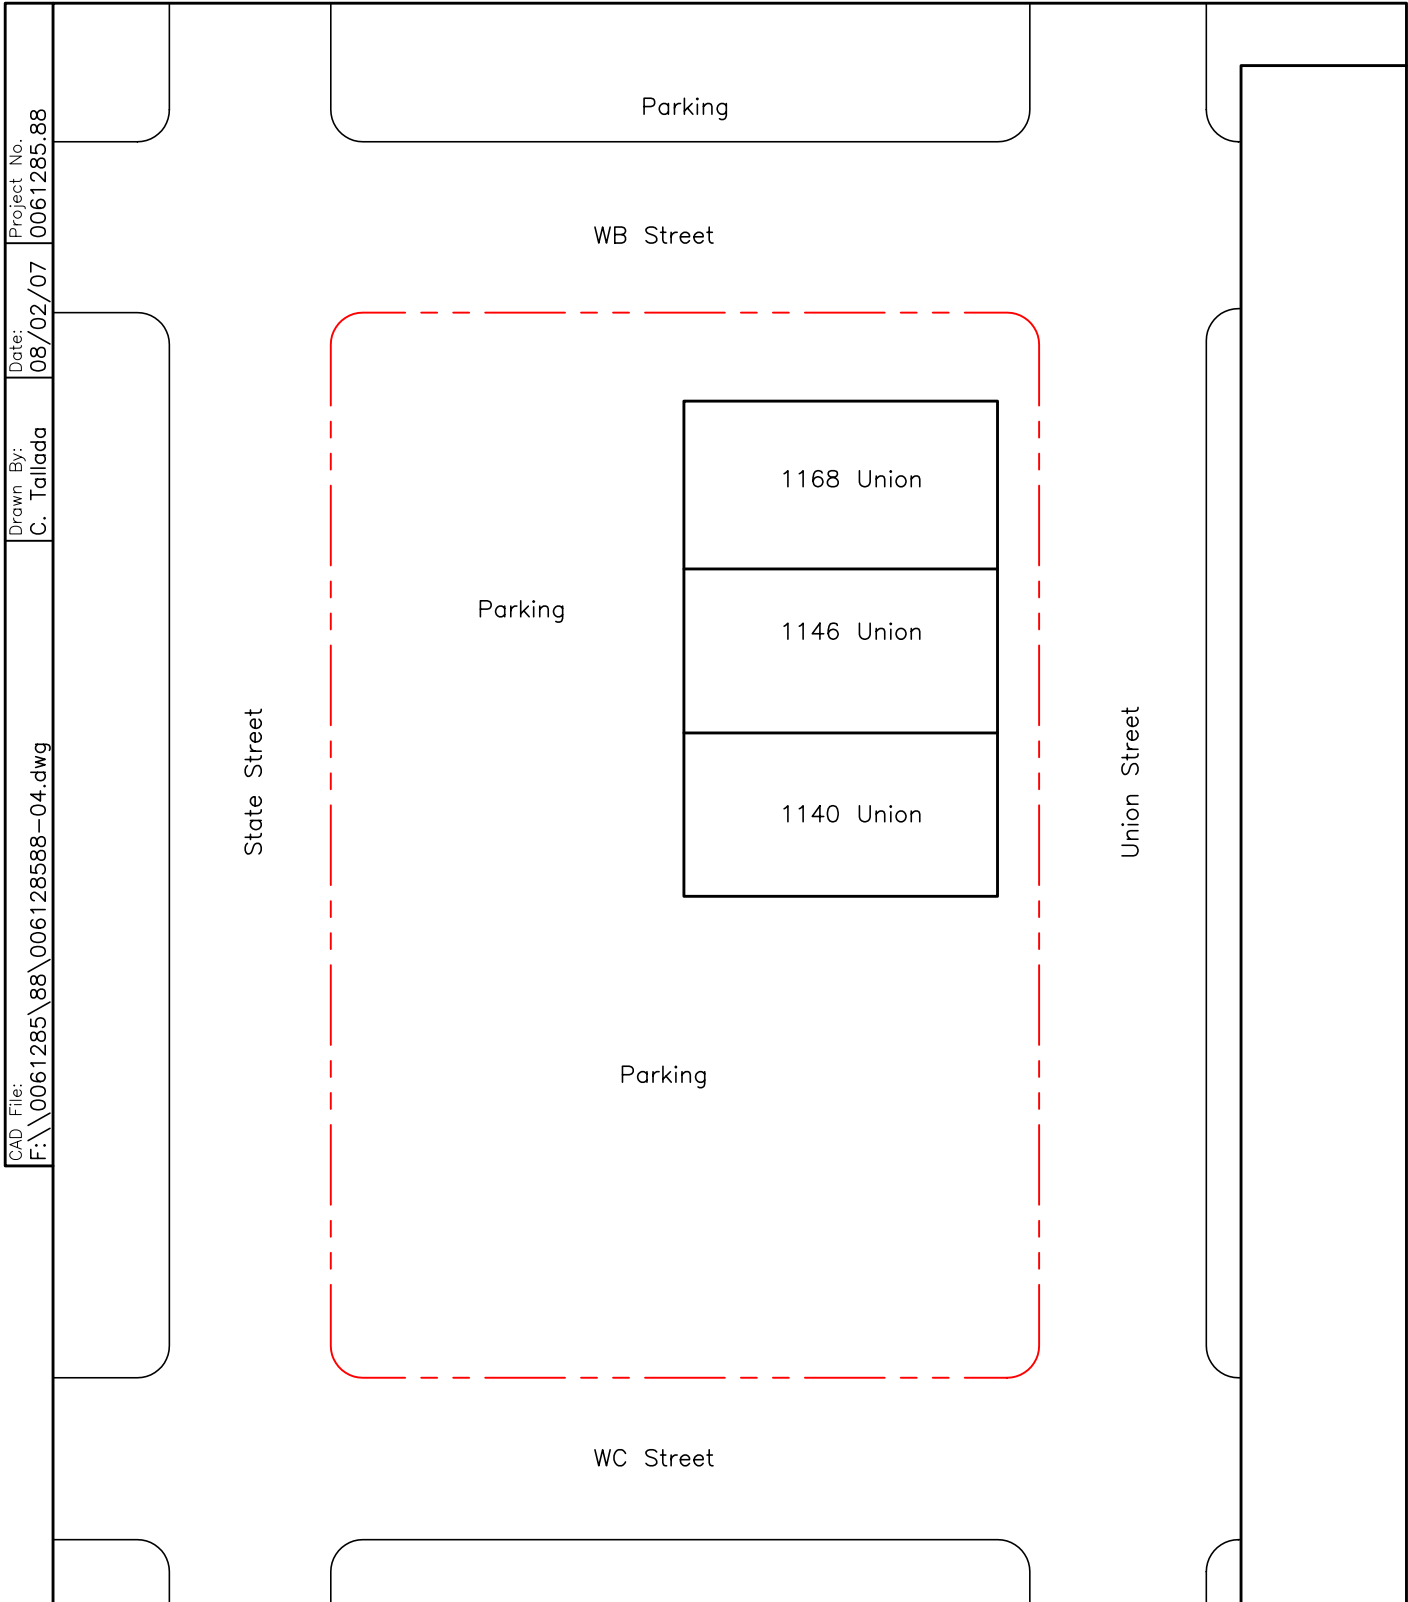 Project No.
0061285.88
Date:
08/02/07
Drawn By:
C. Tallada
CAD File:
F:\\0061285\88\006128588-04.dwg
Parking
WB Street
1168 Union
Parking
1146 Union
State Street
Union Street
1140 Union
Parking
WC Street